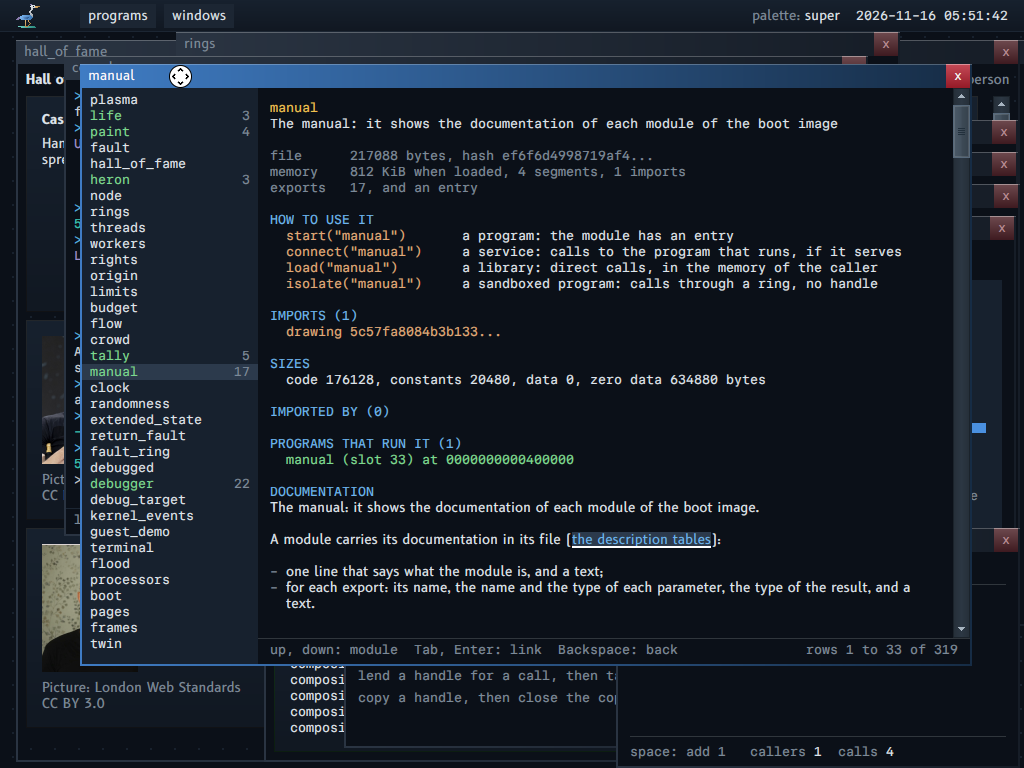 programs windows palette: super 2026-11-16 05:51:42
rings x
hall_of_fame x
manual x
Hall o
erson
Cas
Han
spre
plasma
life 3
paint 4
fault
hall_of_fame
heron 3
node
rings
threads
workers
rights
origin
limits
budget
flow
crowd
tally 5
manual 17
clock
randomness
extended_state
return_fault
fault_ring
debugged
debugger 22
debug_target
kernel_events
guest_demo
terminal
flood
processors
boot
pages
frames
twin
manual
The manual: it shows the documentation of each module of the boot image
file 217088 bytes, hash ef6f6d4998719af4...
memory 812 KiB when loaded, 4 segments, 1 imports
exports 17, and an entry
HOW TO USE IT
start("manual") a program: the module has an entry
connect("manual") a service: calls to the program that runs, if it serves
load("manual") a library: direct calls, in the memory of the caller
isolate("manual") a sandboxed program: calls through a ring, no handle
IMPORTS (1)
drawing 5c57fa8084b3b133...
SIZES
code 176128, constants 20480, data 0, zero data 634880 bytes
IMPORTED BY (0)
PROGRAMS THAT RUN IT (1)
manual (slot 33) at 0000000000400000
DOCUMENTATION
The manual: it shows the documentation of each module of the boot image.
A module carries its documentation in its file [the description tables]:
- one line that says what the module is, and a text;
- for each export: its name, the name and the type of each parameter, the type of the result, and a
text.
up, down: module Tab, Enter: link Backspace: back rows 1 to 33 of 319
x
x
x
x
x
Pict
CC
Picture: London Web Standards
CC BY 3.0
composi
composi
composi
composi
composi
lend a handle for a call, then t
copy a handle, then close the co
space: add 1 callers 1 calls 4